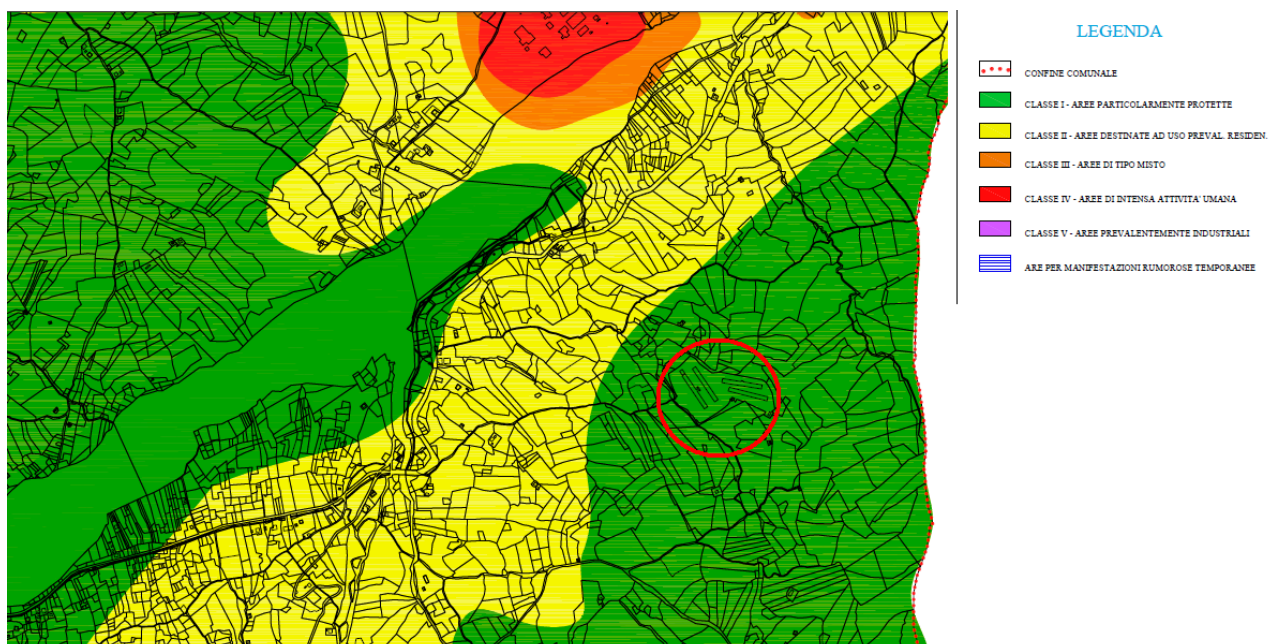 LEGENDA
CONFINE COMUNALE
CLASSE I - AREE PARTICOLARMENTE PROTETTE
CLASSE II - AREE DESTINATE AD USO PREVAL. RESIDEN.
CLASSE III - AREE DI TIPO MISTO
CLASSE IV - AREE DI INTENSA ATTIVITA' UMANA
CLASSE V - AREE PREVALENTEMENTE INDUSTRIALI
ARE PER MANIFESTAZIONI RUMOROSE TEMPORANEE